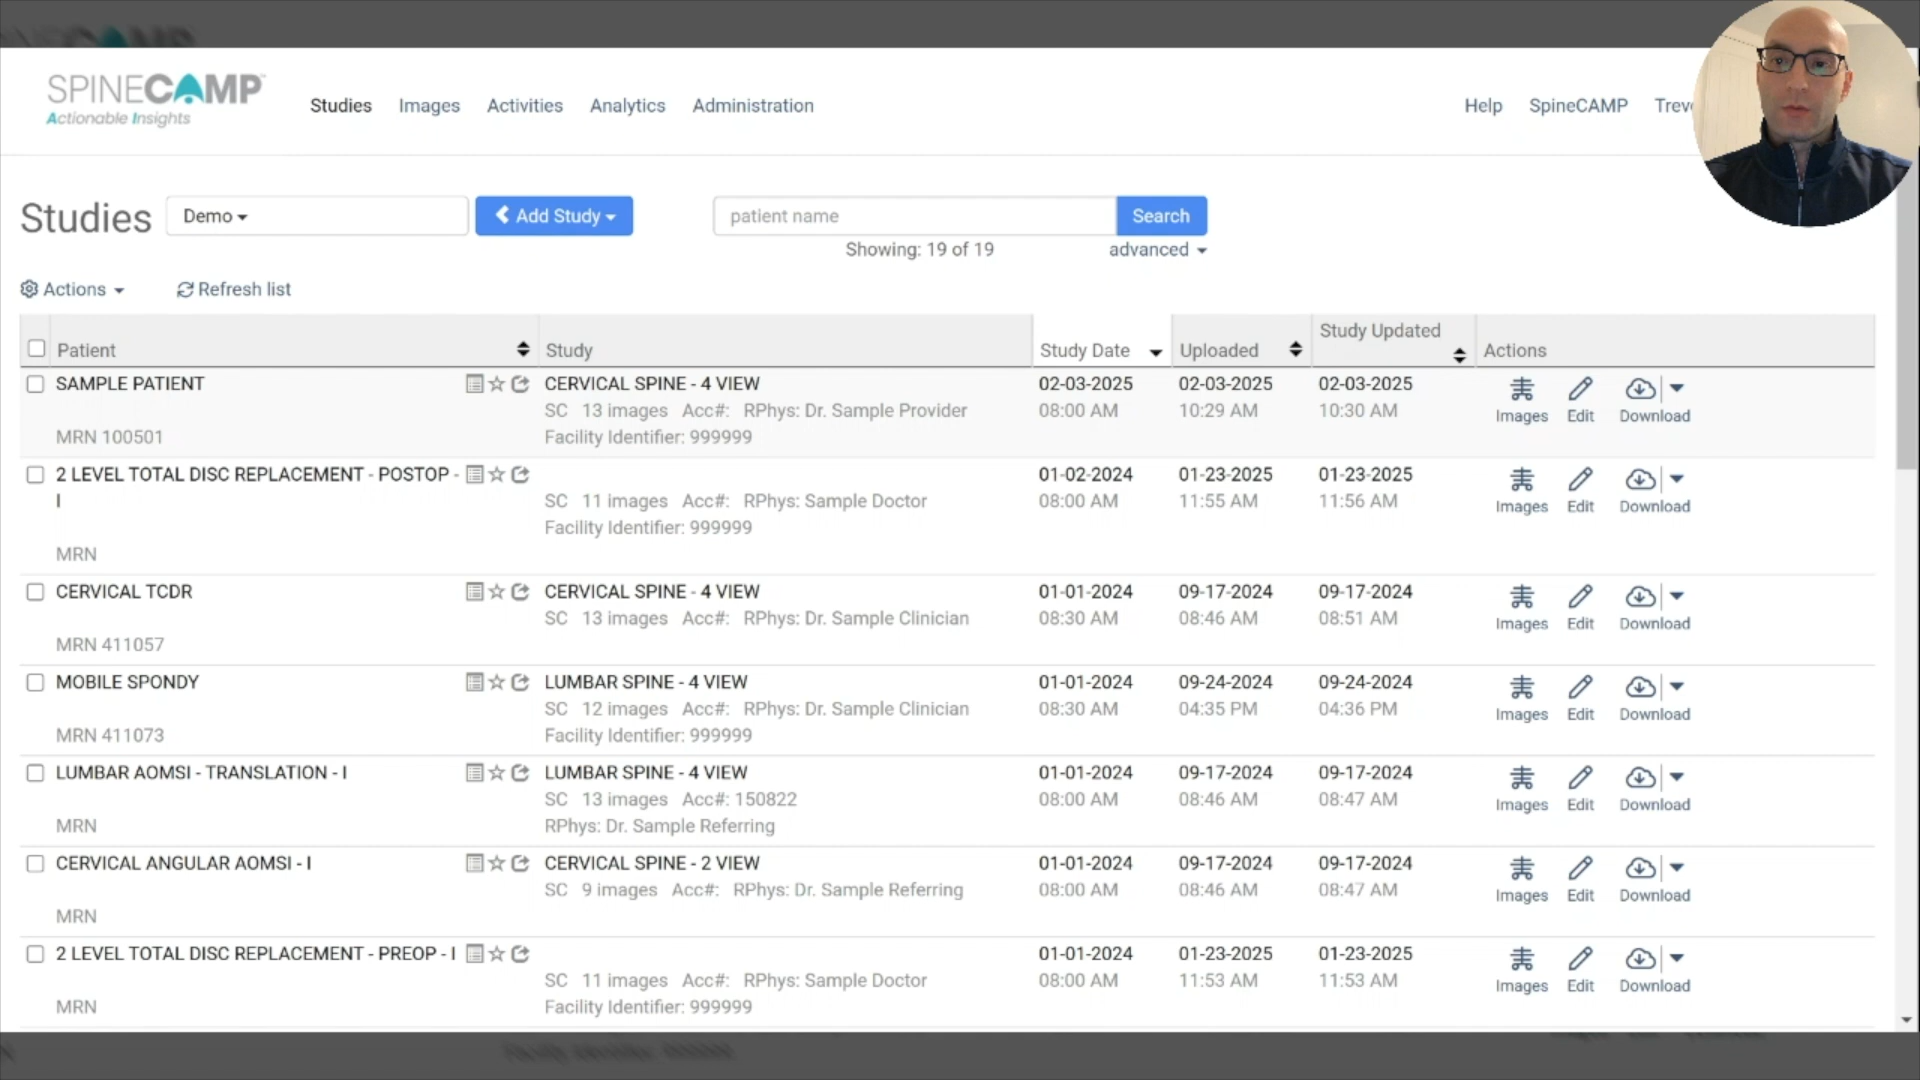 SPINECAMP™
Actionable Insights
Studies Images Activities Analytics Administration
Help SpineCAMP
Studies Demo Add Study patient name Search
Showing: 19 of 19 advanced
Actions Refresh list
Patient Study Study Date Uploaded Study Updated Actions
SAMPLE PATIENT CERVICAL SPINE - 4 VIEW 02-03-2025 02-03-2025 02-03-2025
SC 13 images Acc#: RPhys: Dr. Sample Provider 08:00 AM 10:29 AM 10:30 AM Images Edit Download
MRN 100501 Facility Identifier: 999999
2 LEVEL TOTAL DISC REPLACEMENT - POSTOP - 01-02-2024 01-23-2025 01-23-2025
I SC 11 images Acc#: RPhys: Sample Doctor 08:00 AM 11:55 AM 11:56 AM Images Edit Download
Facility Identifier: 999999
MRN
CERVICAL TCDR CERVICAL SPINE - 4 VIEW 01-01-2024 09-17-2024 09-17-2024
SC 13 images Acc#: RPhys: Dr. Sample Clinician 08:30 AM 08:46 AM 08:51 AM Images Edit Download
MRN 411057
MOBILE SPONDY LUMBAR SPINE - 4 VIEW 01-01-2024 09-24-2024 09-24-2024
SC 12 images Acc#: RPhys: Dr. Sample Clinician 08:30 AM 04:35 PM 04:36 PM Images Edit Download
MRN 411073 Facility Identifier: 999999
LUMBAR AOMSI - TRANSLATION - I LUMBAR SPINE - 4 VIEW 01-01-2024 09-17-2024 09-17-2024
SC 13 images Acc#: 150822 08:00 AM 08:46 AM 08:47 AM Images Edit Download
MRN RPhys: Dr. Sample Referring
CERVICAL ANGULAR AOMSI - I CERVICAL SPINE - 2 VIEW 01-01-2024 09-17-2024 09-17-2024
SC 9 images Acc#: RPhys: Dr. Sample Referring 08:00 AM 08:46 AM 08:47 AM Images Edit Download
MRN
2 LEVEL TOTAL DISC REPLACEMENT - PREOP - I 01-01-2024 01-23-2025 01-23-2025
SC 11 images Acc#: RPhys: Sample Doctor 08:00 AM 11:53 AM 11:53 AM Images Edit Download
MRN Facility Identifier: 999999